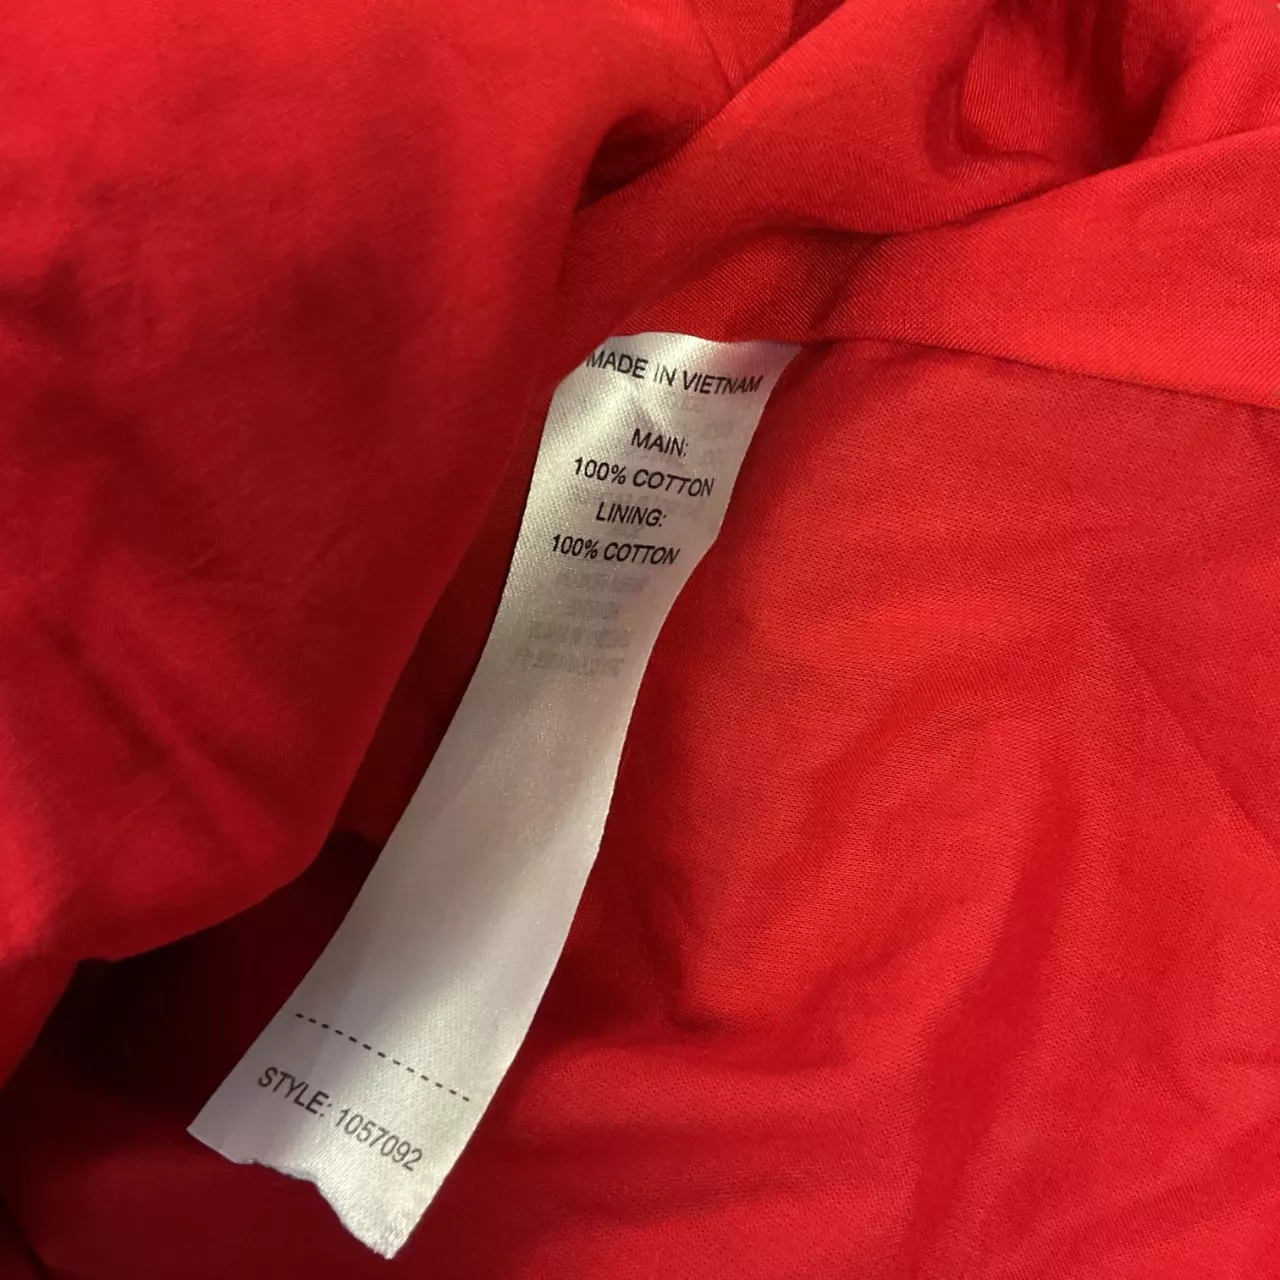 MADE IN VIETNAM
MAIN:
100% COTTON
LINING:
100% COTTON
STYLE: 1057092